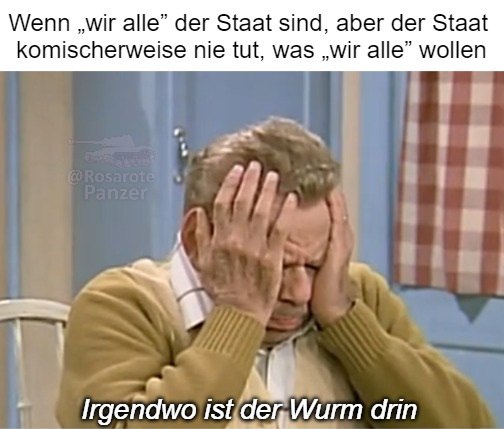 Wenn „wir alle” der Staat sind, aber der Staat
komischerweise nie tut, was „wir alle” wollen
@Rosarote
Panzer
Irgendwo ist der Wurm drin